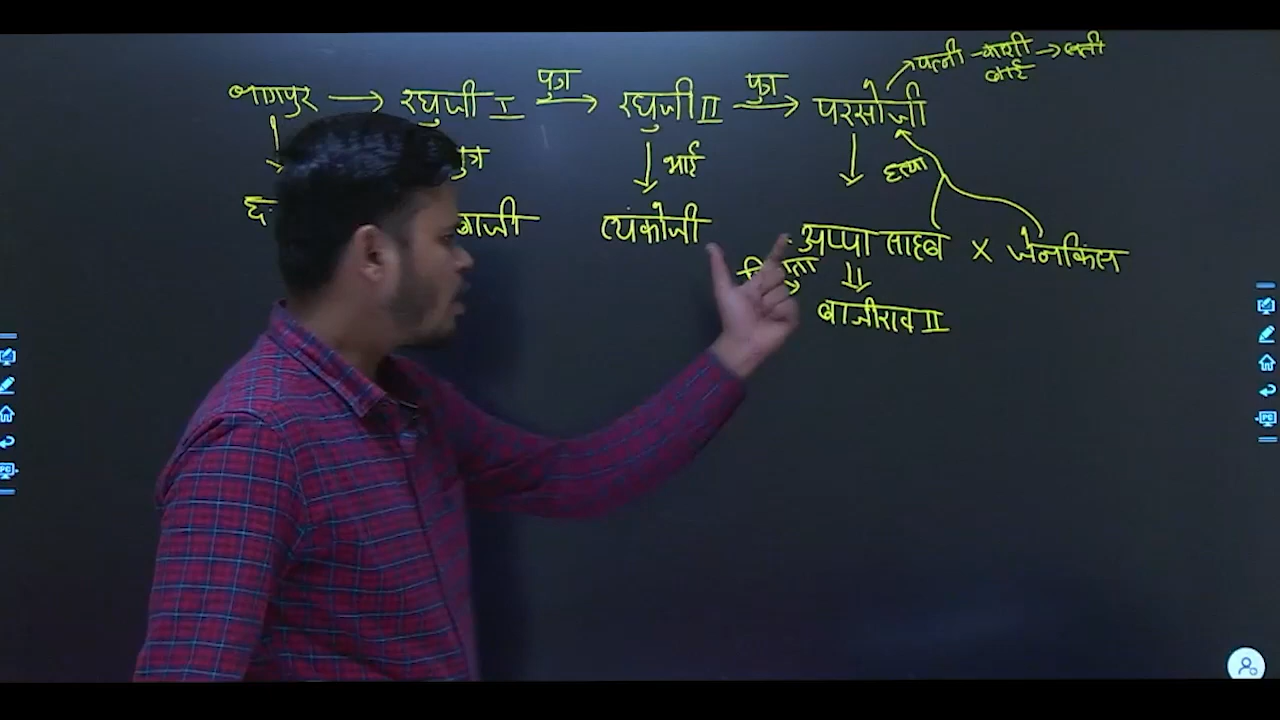 पत्नी - काशी → सती
बाई
नागपुर → रघुजी I पुत्र → रघुजी II पुत्र → परसोजी
भाई हत्या
त्यंकोजी अप्पा साहब × जेनकिंस
बाजीराव II